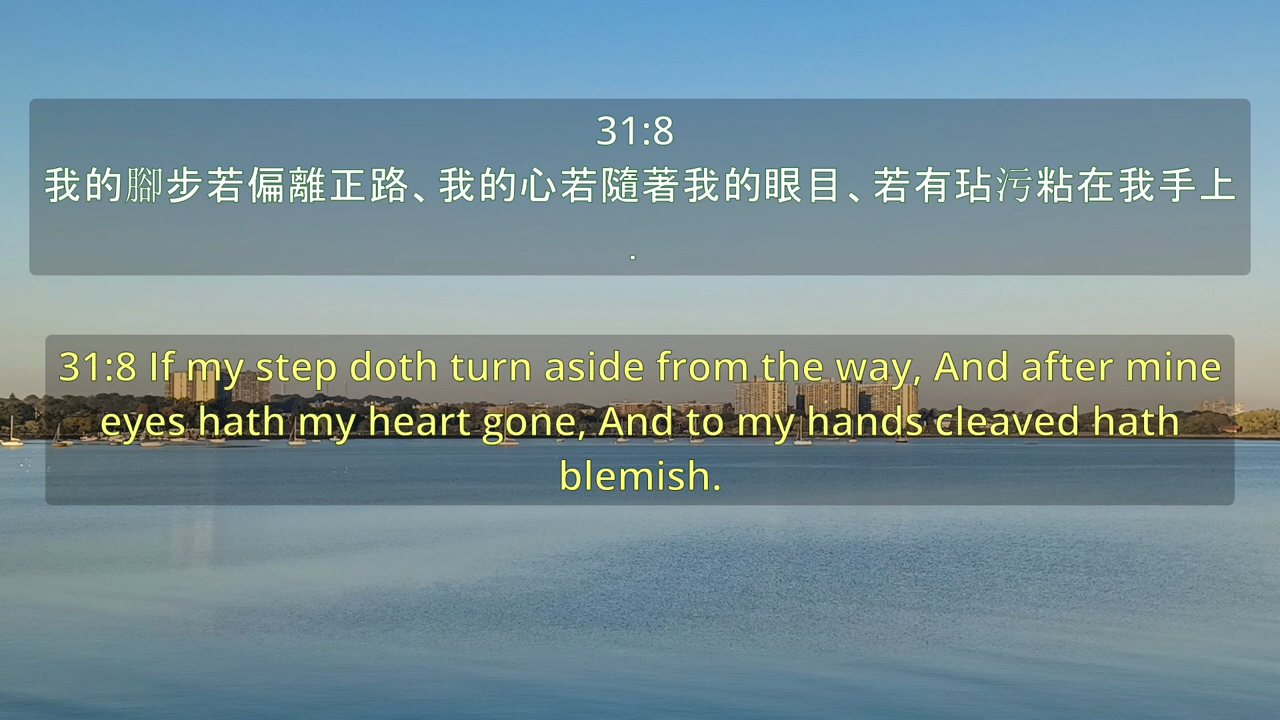 31:8
我的腳步若偏離正路、我的心若隨著我的眼目、若有玷污粘在我手上
.
31:8 If my step doth turn aside from the way, And after mine
eyes hath my heart gone, And to my hands cleaved hath
blemish.